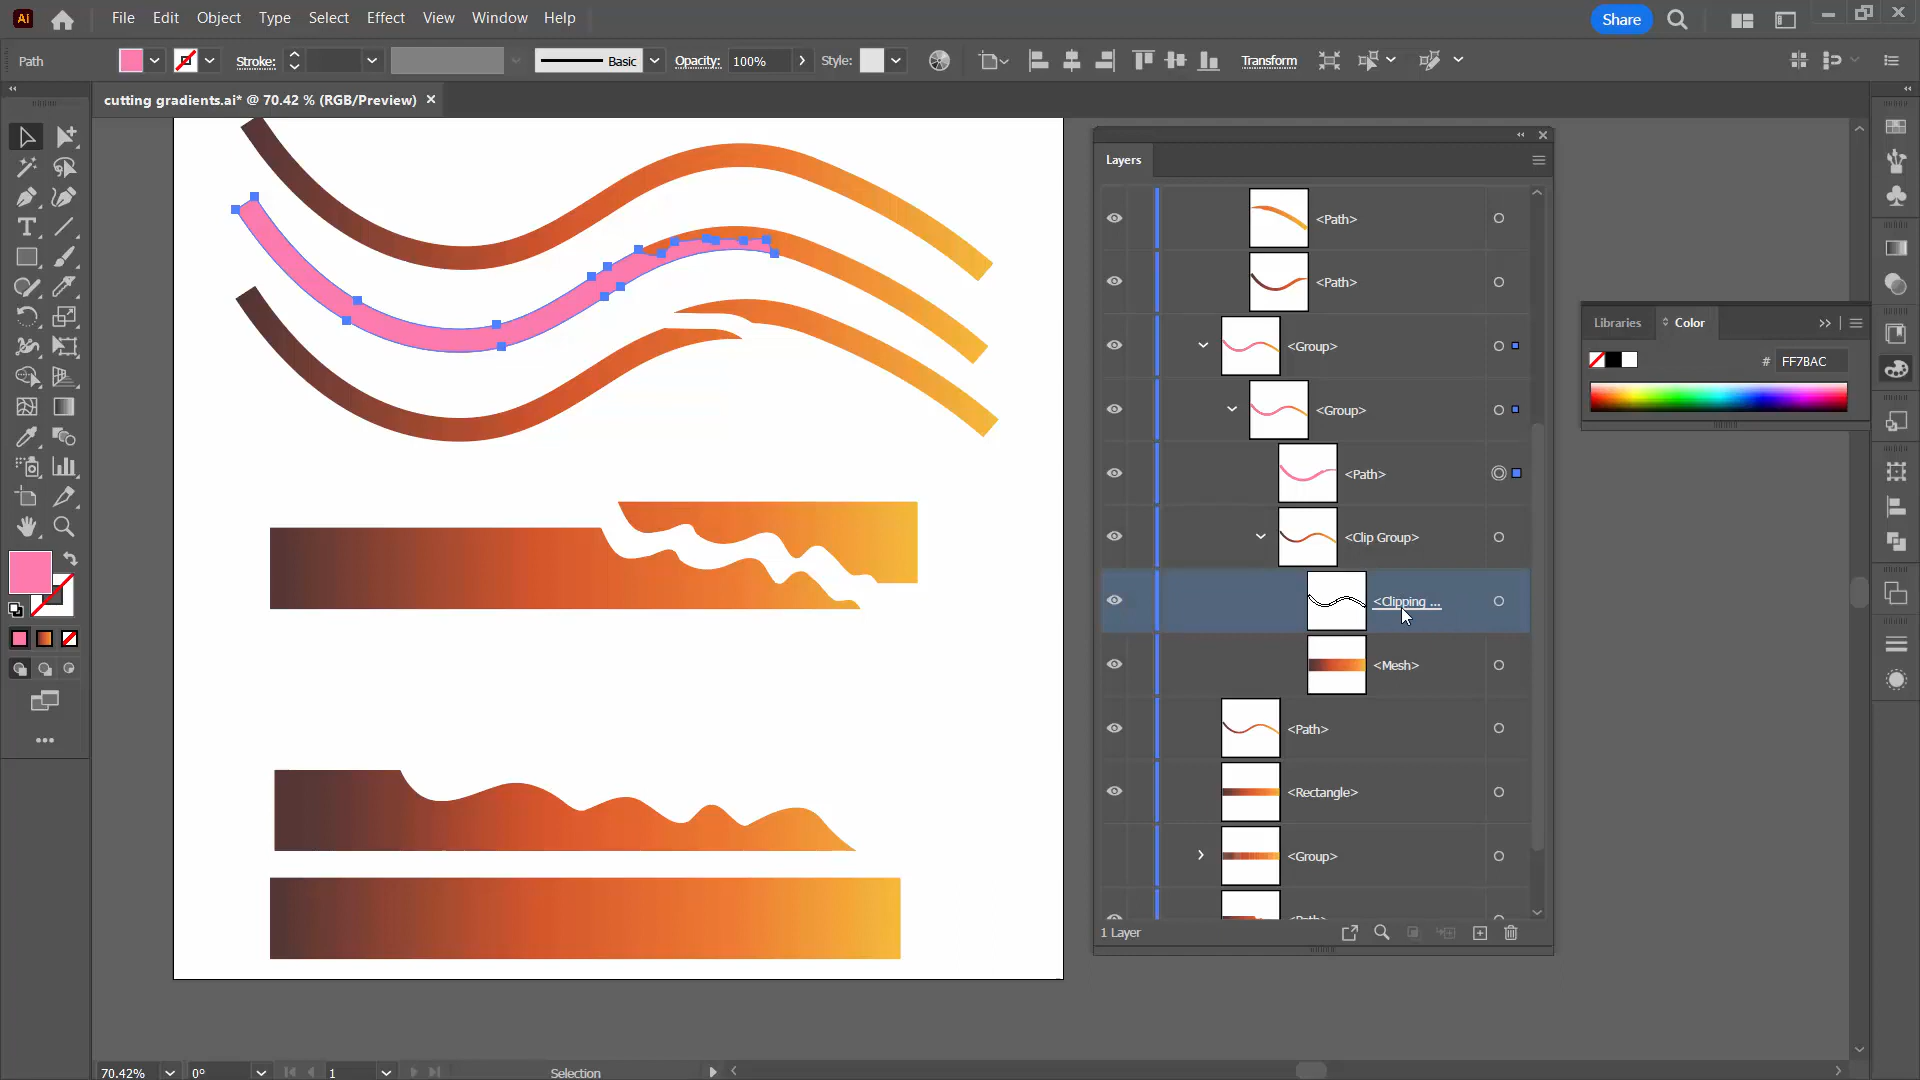 Ai File Edit Object Type Select Effect View Window Help Share
Path Stroke: Basic Opacity: 100% Style: Transform
cutting gradients.ai* @ 70.42 % (RGB/Preview)
Layers
<Path>
<Path>
<Group>
<Group>
<Path>
<Clip Group>
<Clipping ...
<Mesh>
<Path>
<Rectangle>
<Group>
1 Layer
Libraries Color
# FF7BAC
70.42% 0° 1 Selection